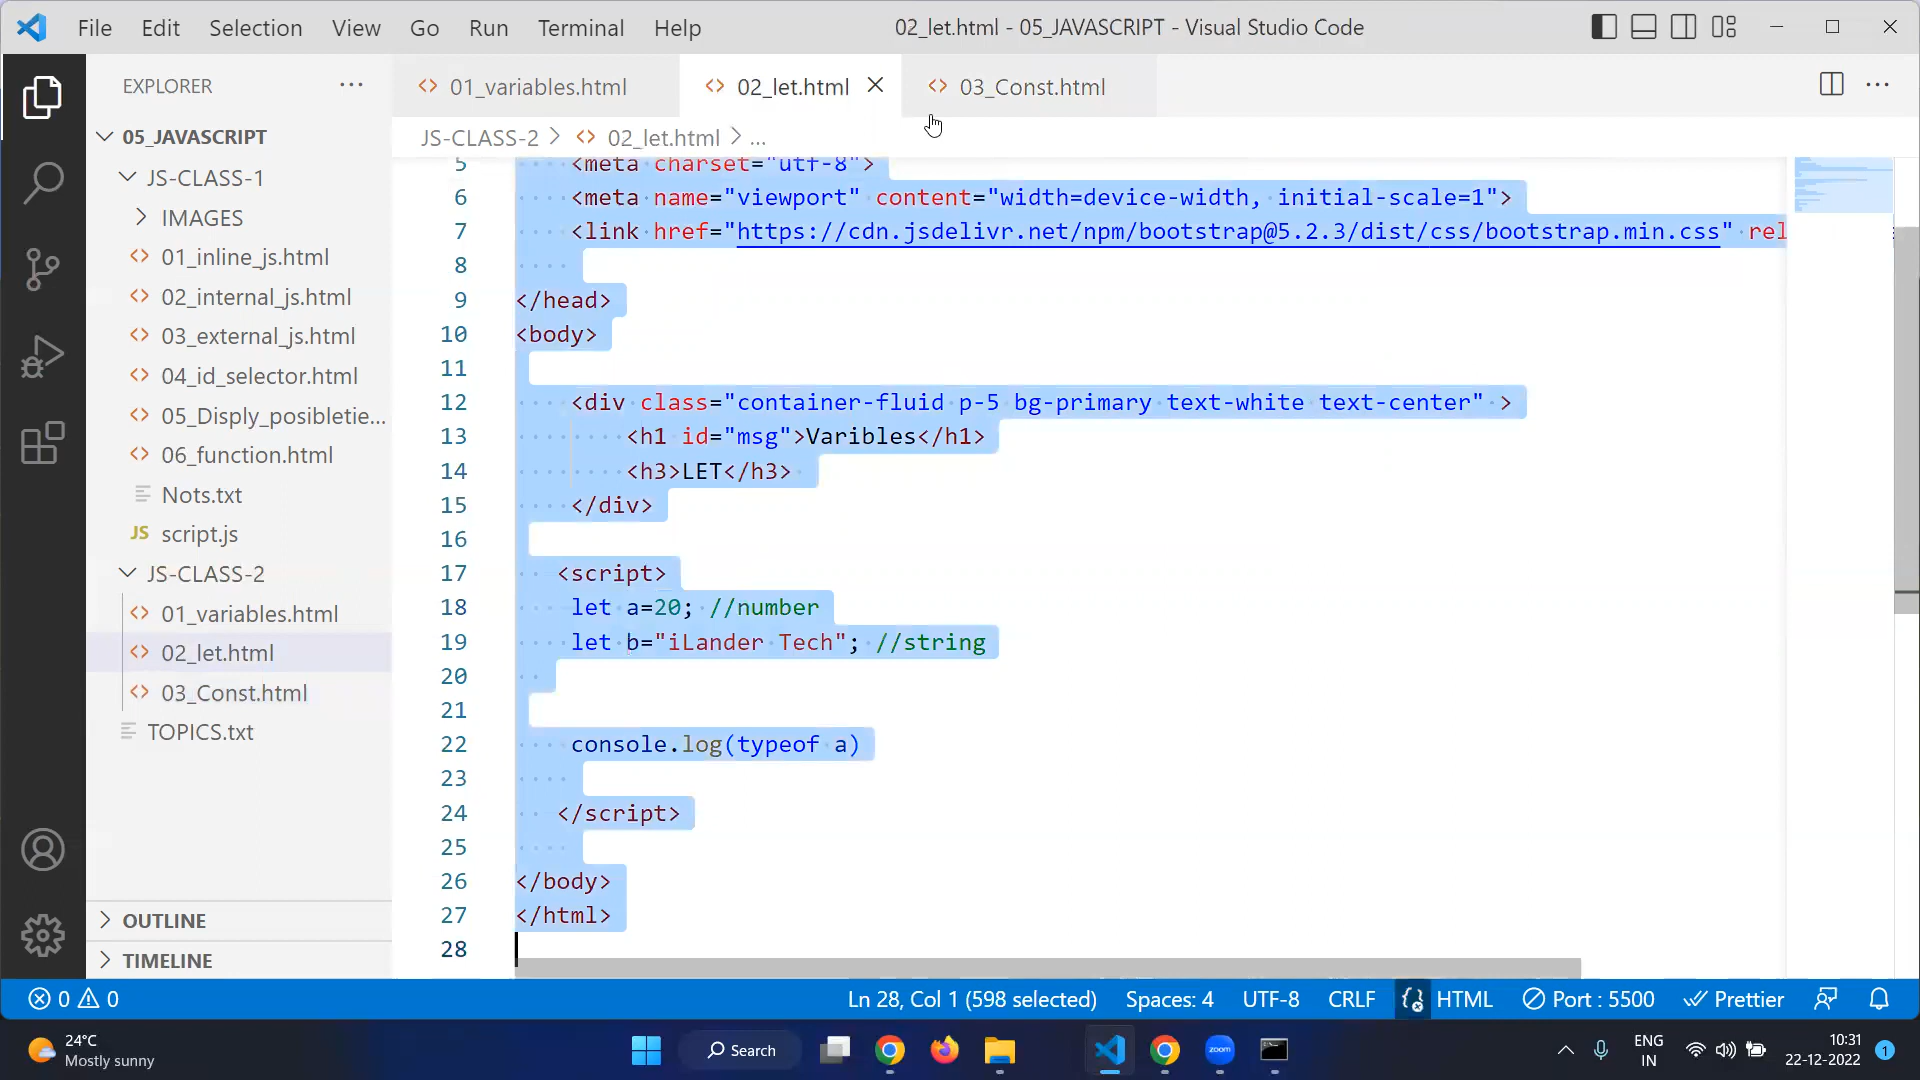 File Edit Selection View Go Run Terminal Help 02_let.html - 05_JAVASCRIPT - Visual Studio Code
EXPLORER
01_variables.html 02_let.html 03_Const.html
JS-CLASS-2 > 02_let.html > ...
05_JAVASCRIPT
JS-CLASS-1
IMAGES
01_inline_js.html
02_internal_js.html
03_external_js.html
04_id_selector.html
05_Disply_posibletie...
06_function.html
Nots.txt
JS script.js
JS-CLASS-2
01_variables.html
02_let.html
03_Const.html
TOPICS.txt
OUTLINE
TIMELINE
5 <meta charset="utf-8">
6 <meta name="viewport" content="width=device-width, initial-scale=1">
7 <link href="https://cdn.jsdelivr.net/npm/bootstrap@5.2.3/dist/css/bootstrap.min.css" rel
8
9 </head>
10 <body>
11
12 <div class="container-fluid p-5 bg-primary text-white text-center" >
13 <h1 id="msg">Varibles</h1>
14 <h3>LET</h3>
15 </div>
16
17 <script>
18 let a=20; //number
19 let b="iLander Tech"; //string
20
21
22 console.log(typeof a)
23
24 </script>
25
26 </body>
27 </html>
28
0 0 Ln 28, Col 1 (598 selected) Spaces: 4 UTF-8 CRLF HTML Port : 5500 Prettier
24°C
Mostly sunny
Search
zoom
ENG
IN
10:31
22-12-2022
1